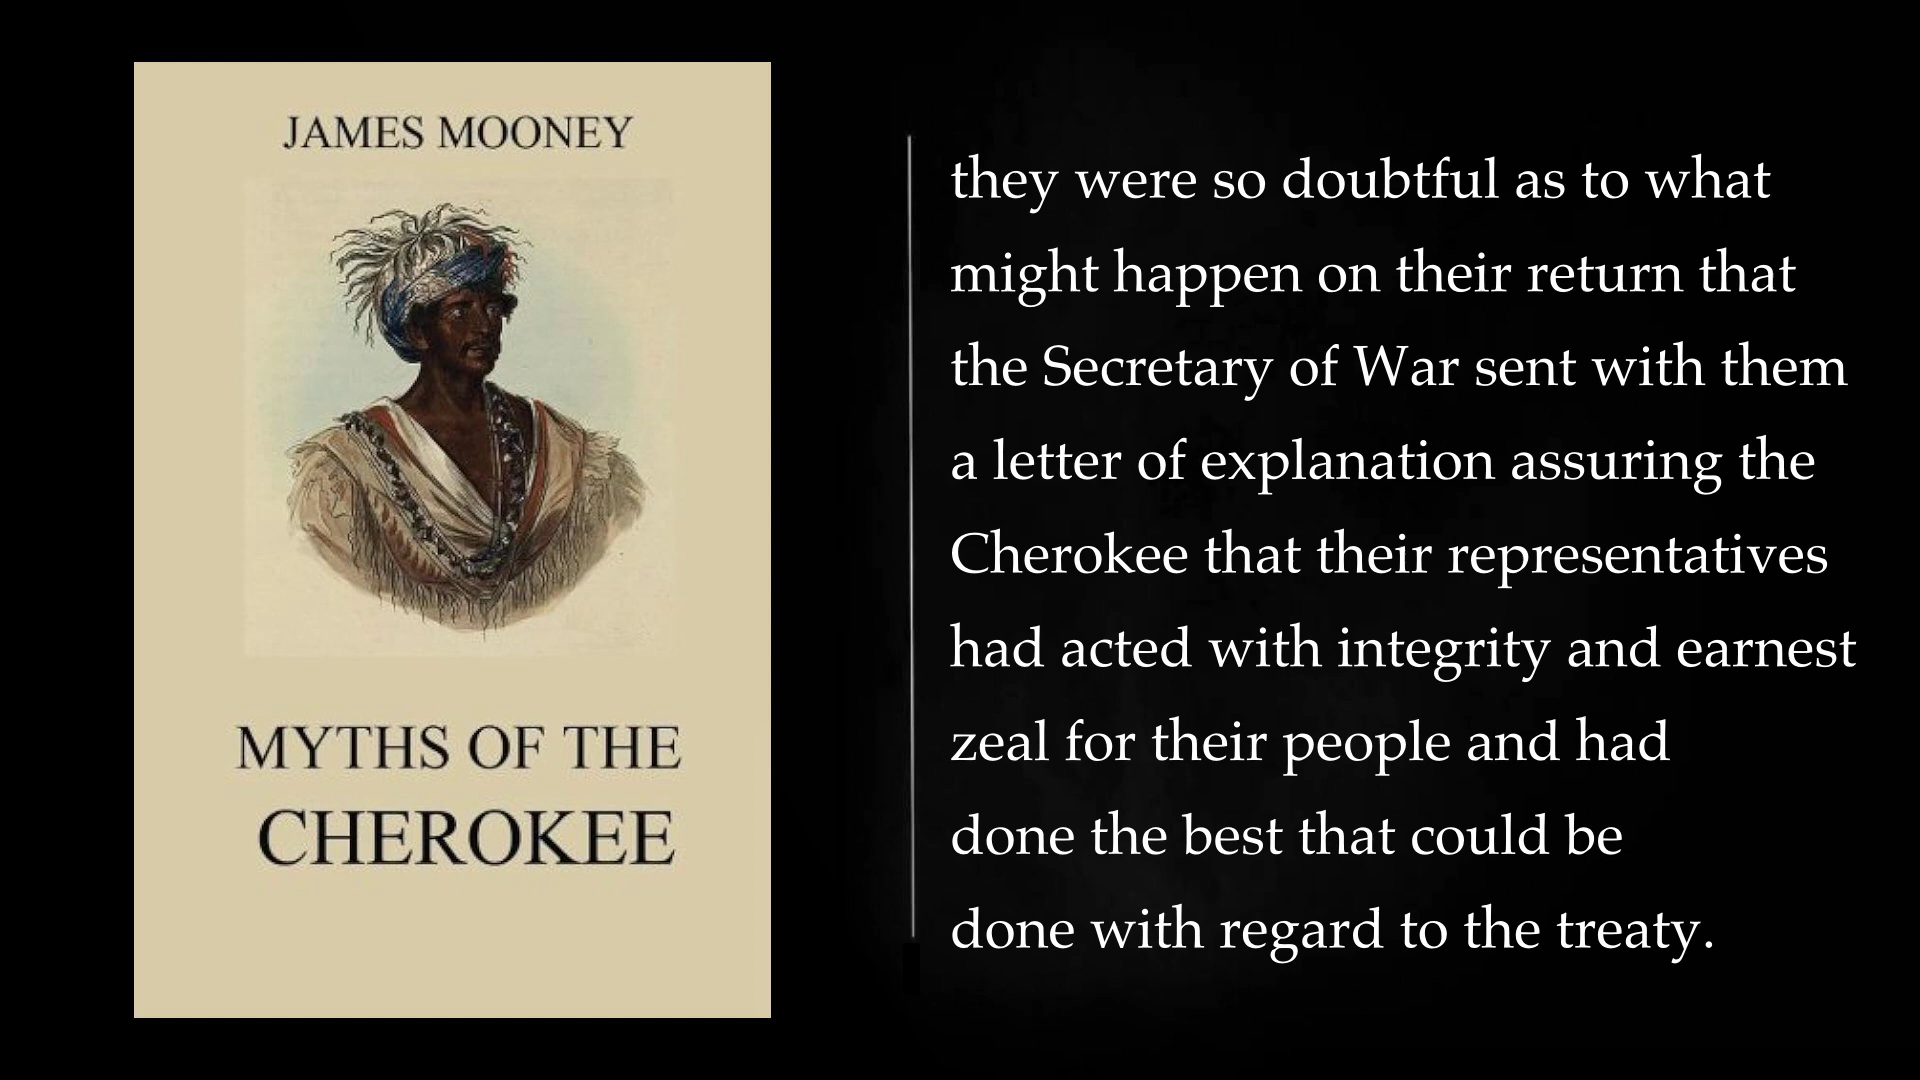 JAMES MOONEY
MYTHS OF THE
CHEROKEE
they were so doubtful as to what
might happen on their return that
the Secretary of War sent with them
a letter of explanation assuring the
Cherokee that their representatives
had acted with integrity and earnest
zeal for their people and had
done the best that could be
done with regard to the treaty.